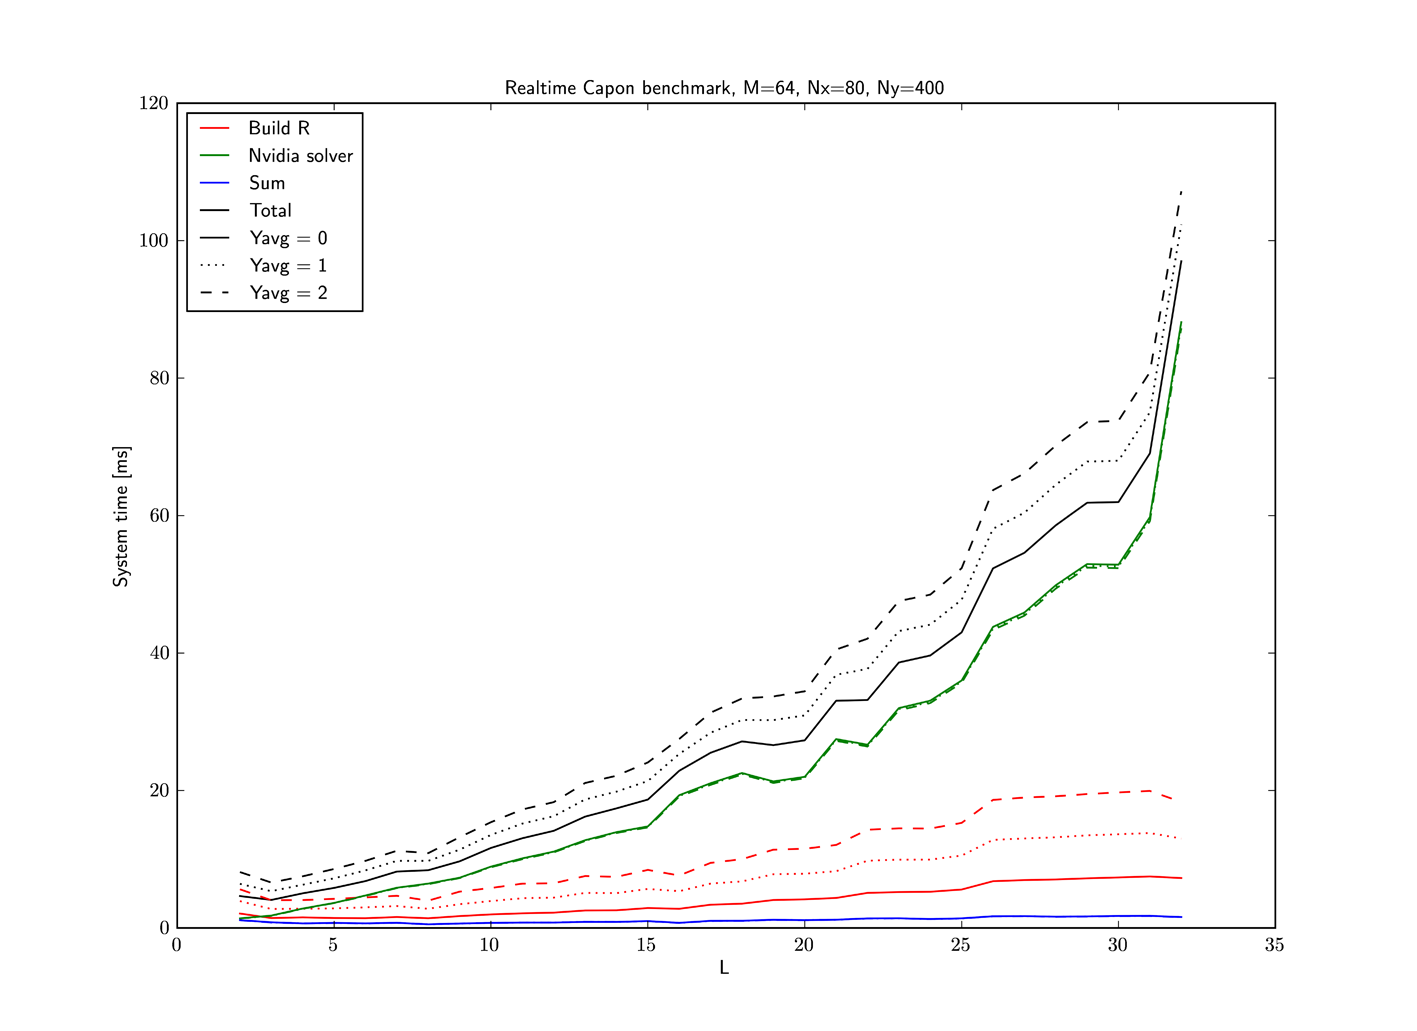 Realtime Capon benchmark, M=64, Nx=80, Ny=400
120
100
80
60
40
20
0
System time [ms]
Build R
Nvidia solver
Sum
Total
Yavg = 0
Yavg = 1
Yavg = 2
0 5 10 15 20 25 30 35
L